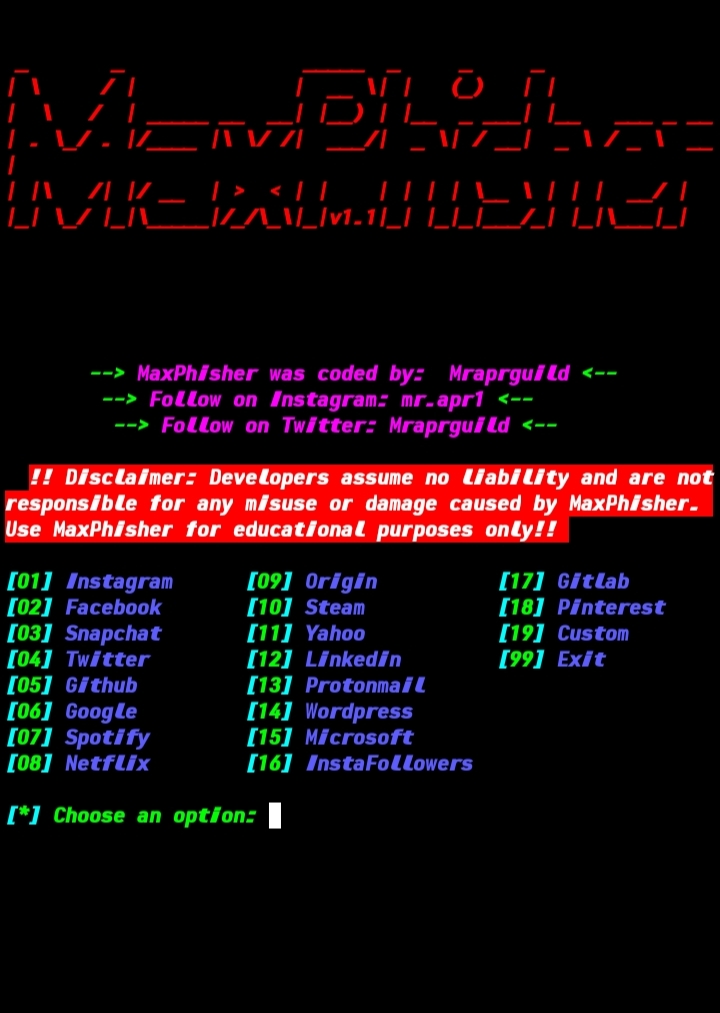 MaxPhisher
v1.1
--> MaxPhisher was coded by:  Mraprguild <--
--> Follow on Instagram: mr.apr1 <--
--> Follow on Twitter: Mraprguild <--
!! Disclaimer: Developers assume no liability and are not
responsible for any misuse or damage caused by MaxPhisher.
Use MaxPhisher for educational purposes only!!
[01] Instagram [09] Origin [17] Gitlab
[02] Facebook [10] Steam [18] Pinterest
[03] Snapchat [11] Yahoo [19] Custom
[04] Twitter [12] Linkedin [99] Exit
[05] Github [13] Protonmail
[06] Google [14] Wordpress
[07] Spotify [15] Microsoft
[08] Netflix [16] InstaFollowers
[*] Choose an option: